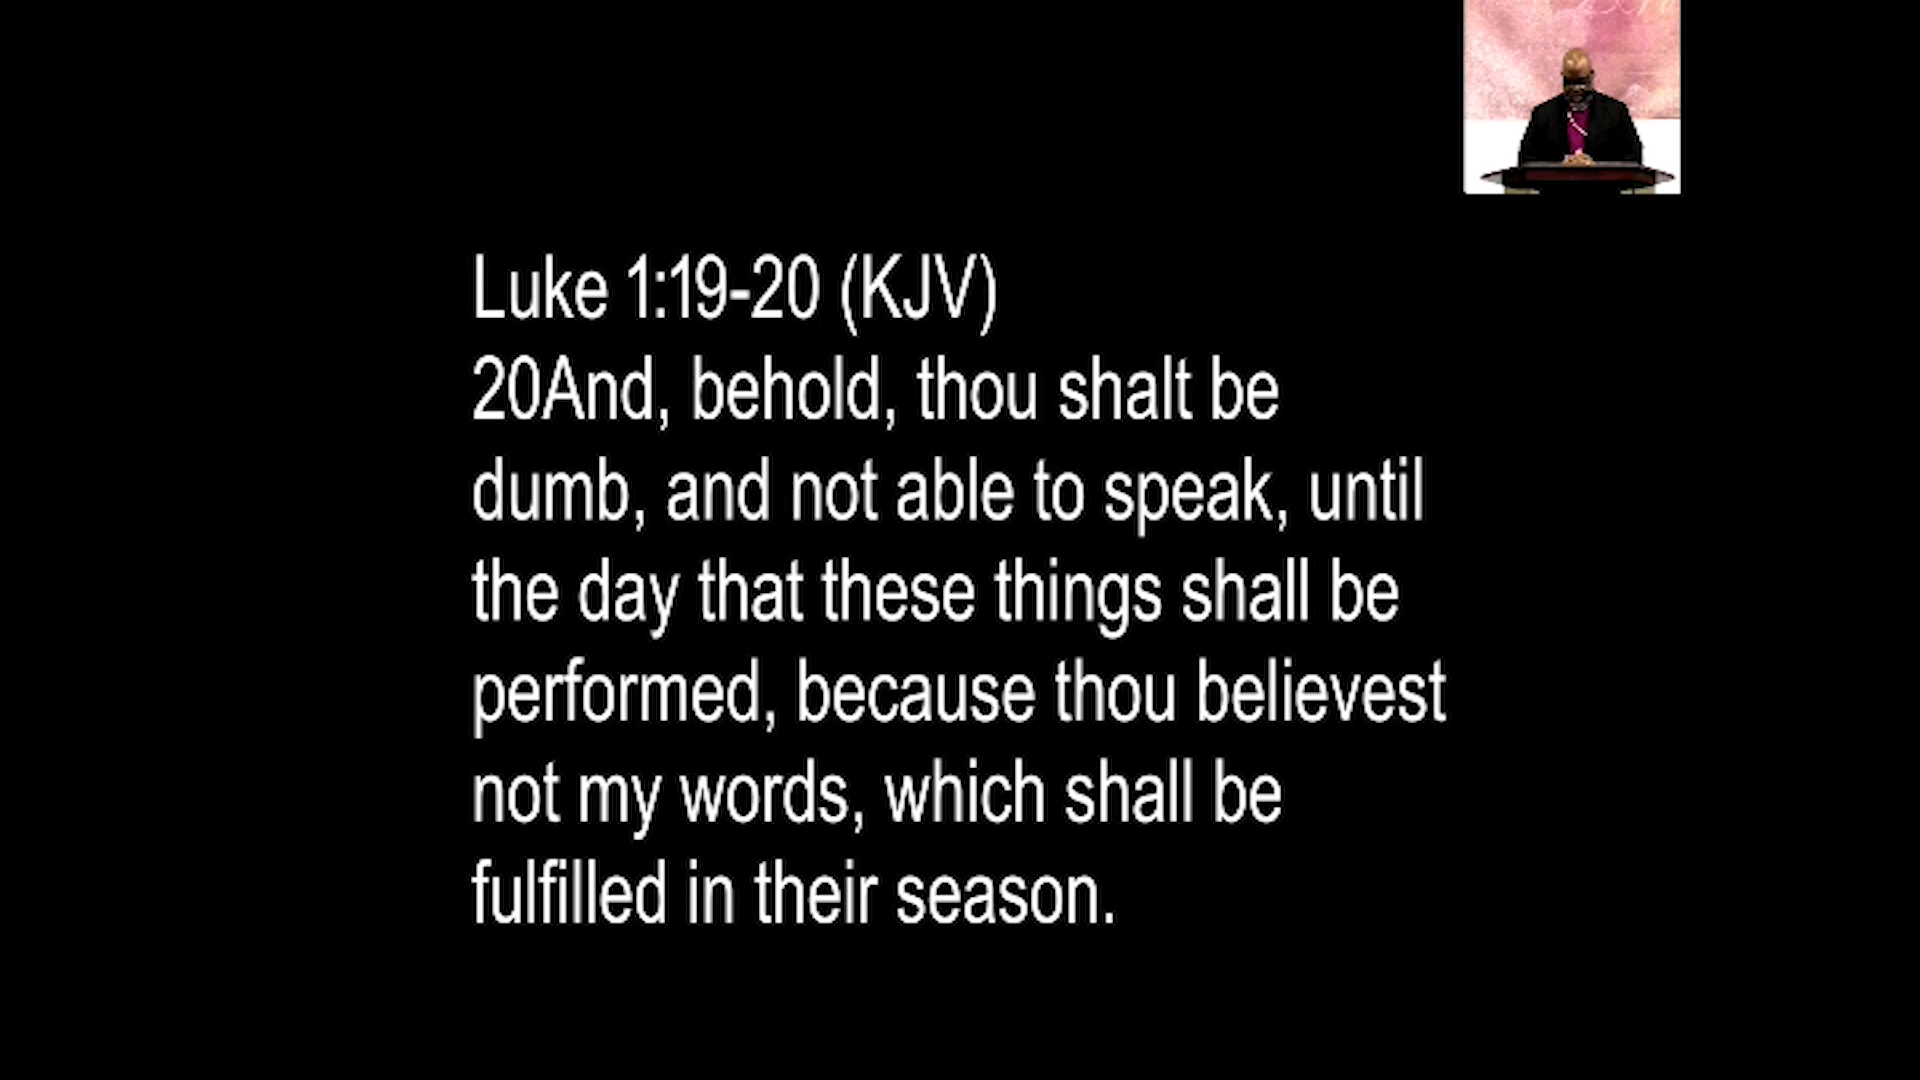 Luke 1:19-20 (KJV)
20And, behold, thou shalt be
dumb, and not able to speak, until
the day that these things shall be
performed, because thou believest
not my words, which shall be
fulfilled in their season.